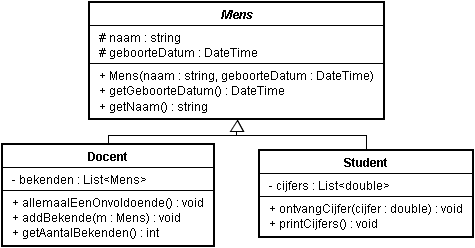 Mens
# naam : string
# geboorteDatum : DateTime
+ Mens(naam : string, geboorteDatum : DateTime)
+ getGeboorteDatum() : DateTime
+ getNaam() : string
Docent
- bekenden : List<Mens>
+ allemaalEenOnvoldoende() : void
+ addBekende(m : Mens) : void
+ getAantalBekenden() : int
Student
- cijfers : List<double>
+ ontvangCijfer(cijfer : double) : void
+ printCijfers() : void